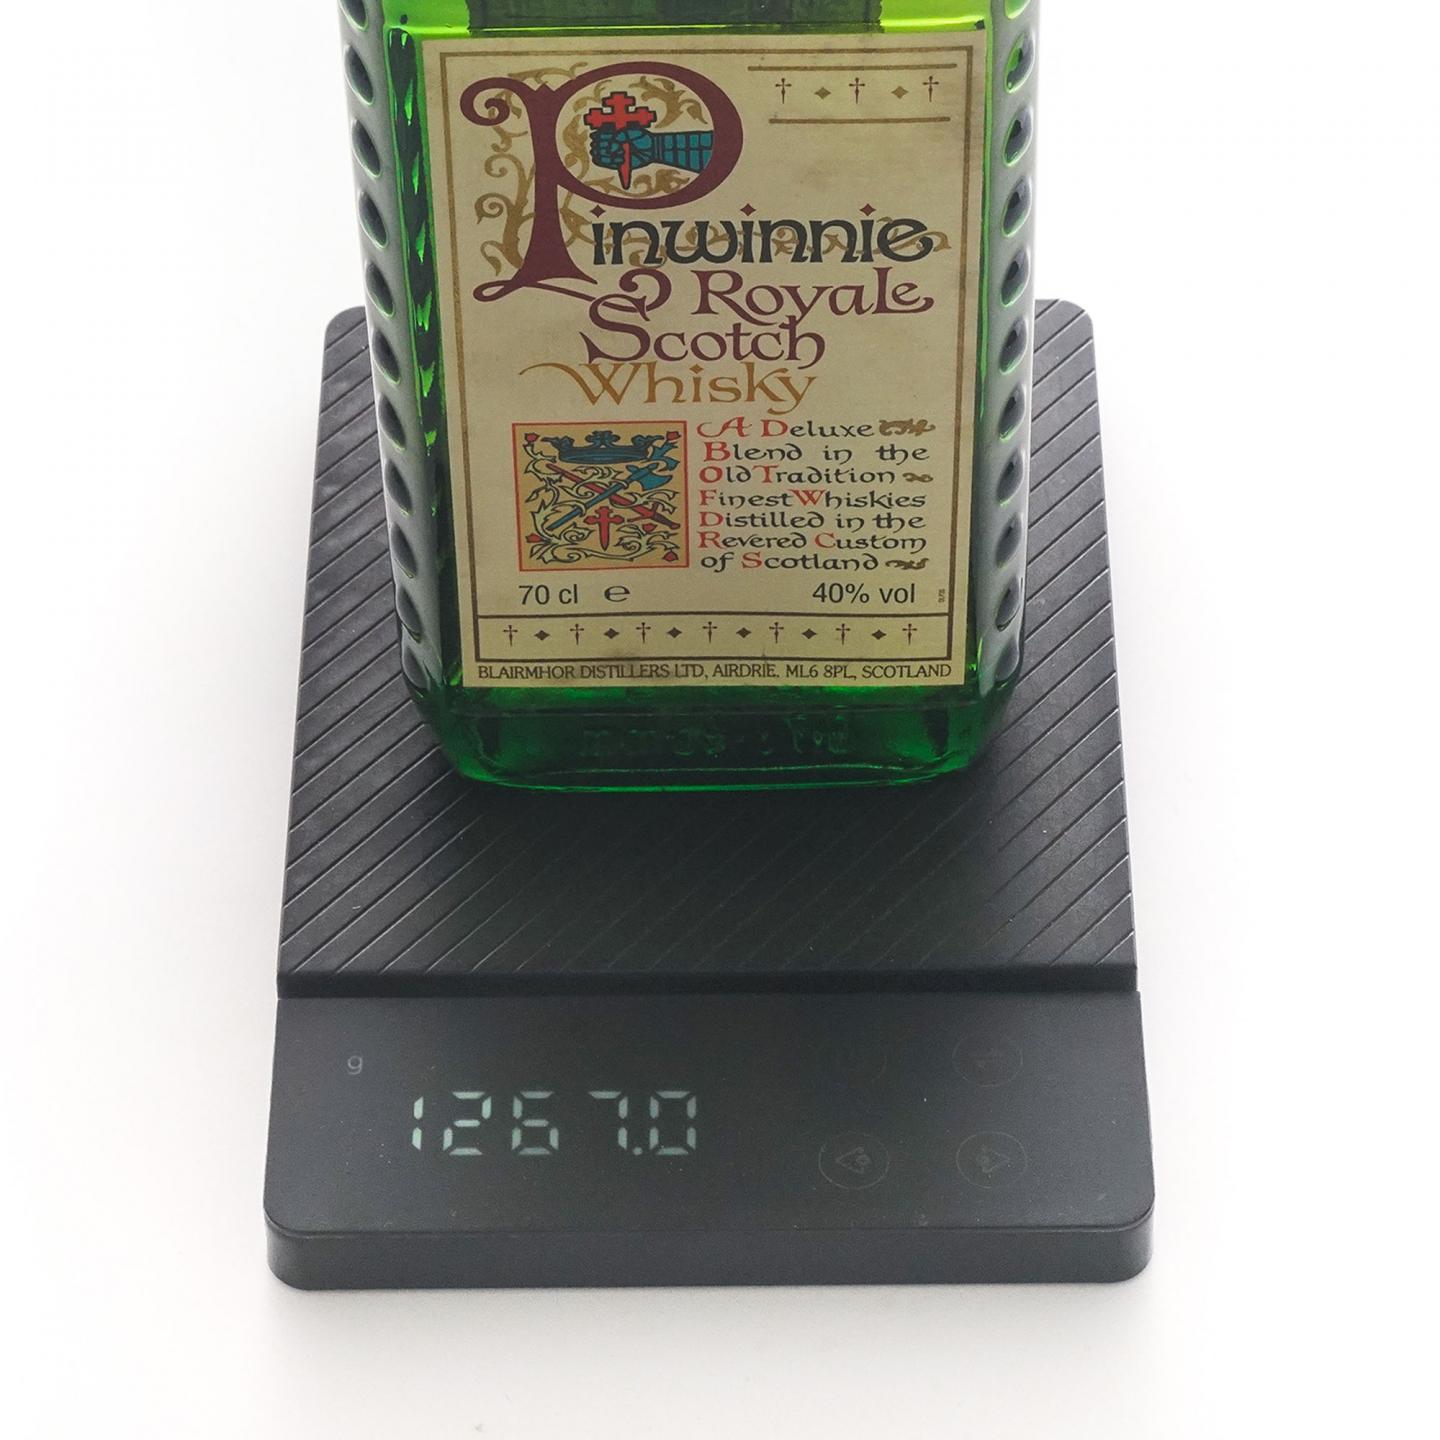 Pinwinnie
Royale
Scotch
Whisky
A Deluxe
Blend in the
Old Tradition
Finest Whiskies
Distilled in the
Revered Custom
of Scotland
70 cl e 40% vol
BLAIRMHOR DISTILLERS LTD, AIRDRIE. ML6 8PL, SCOTLAND
g
1267.0